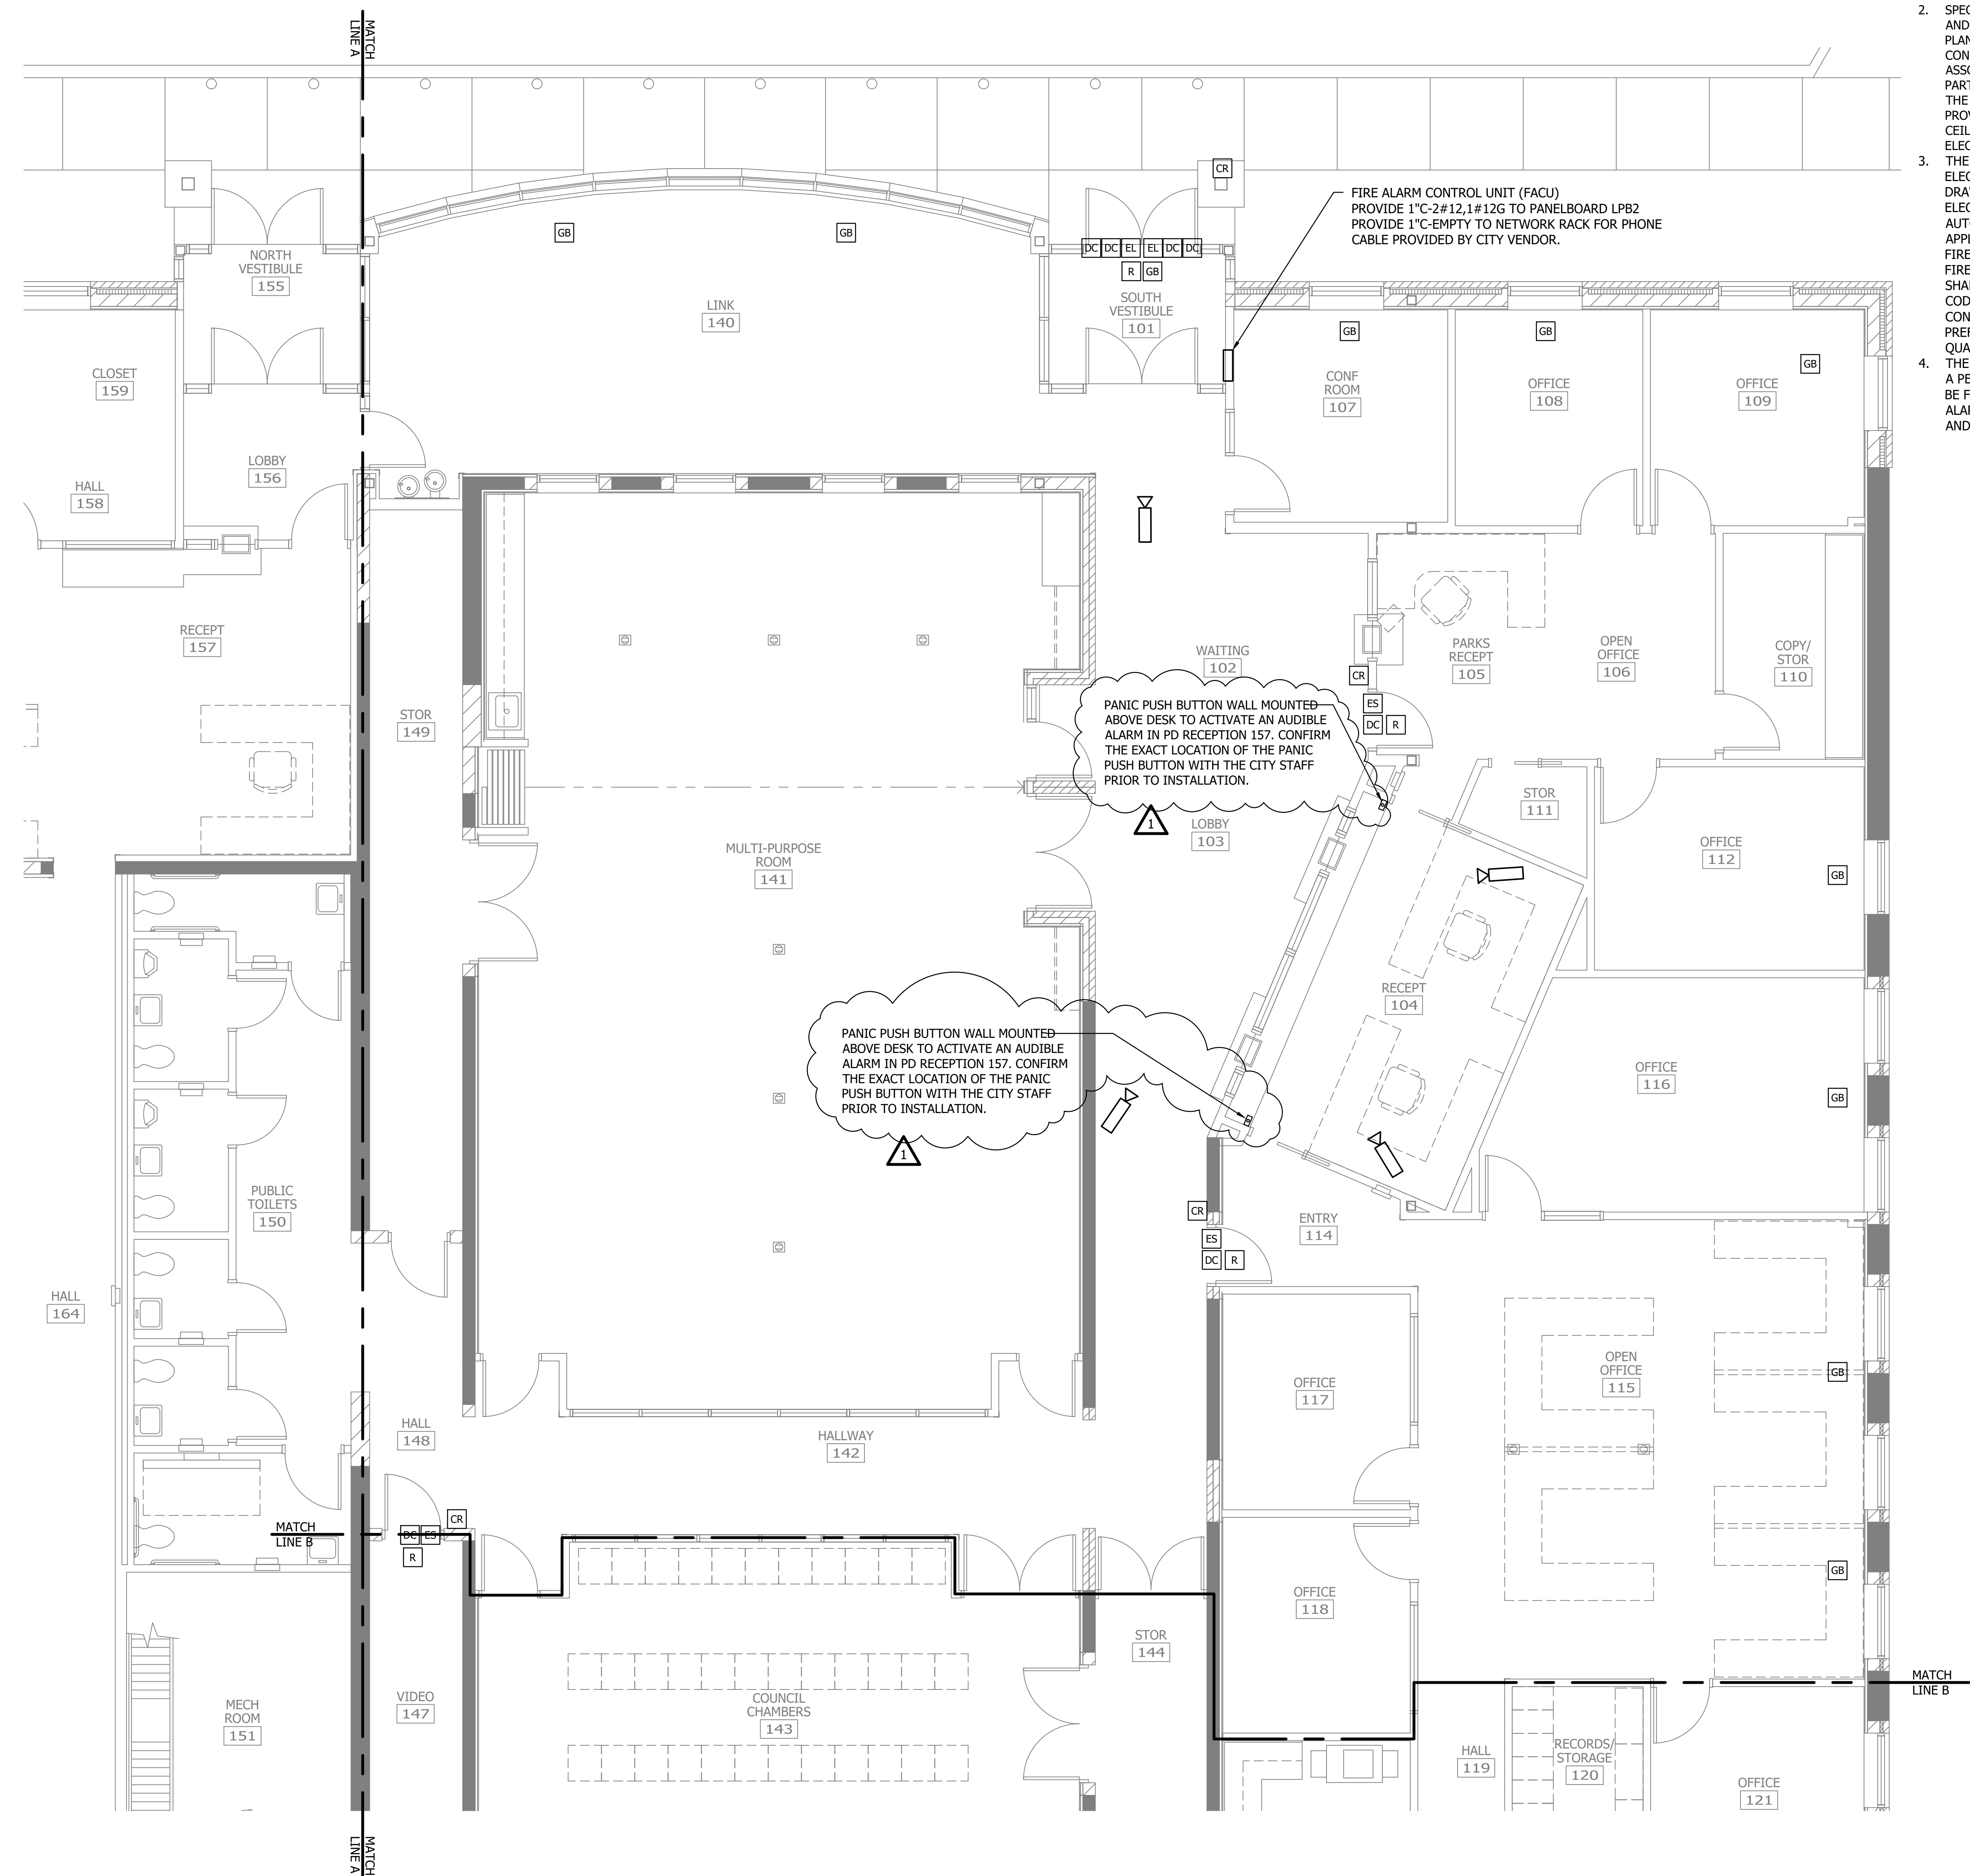 MATCH
LINE A
FIRE ALARM CONTROL UNIT (FACU)
PROVIDE 1"C-2#12,1#12G TO PANELBOARD LPB2
PROVIDE 1"C-EMPTY TO NETWORK RACK FOR PHONE
CABLE PROVIDED BY CITY VENDOR.
2.
AND
THE
3. THE
4. THE
AND
CR
GB
GB
DC DC EL EL DC DC
R GB
NORTH
VESTIBULE
155
LINK
140
SOUTH
VESTIBULE
101
GB
GB
GB
CLOSET
159
CONF
ROOM
107
OFFICE
108
OFFICE
109
LOBBY
156
HALL
158
RECEPT
157
STOR
149
WAITING
102
CR
ES
DC R
PARKS
RECEPT
105
OPEN
OFFICE
106
COPY/
STOR
110
PANIC PUSH BUTTON WALL MOUNTED
ABOVE DESK TO ACTIVATE AN AUDIBLE
ALARM IN PD RECEPTION 157. CONFIRM
THE EXACT LOCATION OF THE PANIC
PUSH BUTTON WITH THE CITY STAFF
PRIOR TO INSTALLATION.
1
LOBBY
103
STOR
111
MULTI-PURPOSE
ROOM
141
OFFICE
112
GB
RECEPT
104
PANIC PUSH BUTTON WALL MOUNTED
ABOVE DESK TO ACTIVATE AN AUDIBLE
ALARM IN PD RECEPTION 157. CONFIRM
THE EXACT LOCATION OF THE PANIC
PUSH BUTTON WITH THE CITY STAFF
PRIOR TO INSTALLATION.
1
OFFICE
116
GB
PUBLIC
TOILETS
150
CR
ES
DC R
ENTRY
114
HALL
164
OFFICE
117
OPEN
OFFICE
115
GB
HALL
148
HALLWAY
142
MATCH
LINE B
DC ES
CR
R
GB
OFFICE
118
STOR
144
MECH
ROOM
151
VIDEO
147
COUNCIL
CHAMBERS
143
HALL
119
RECORDS/
STORAGE
120
OFFICE
121
MATCH
LINE B
MATCH
LINE A